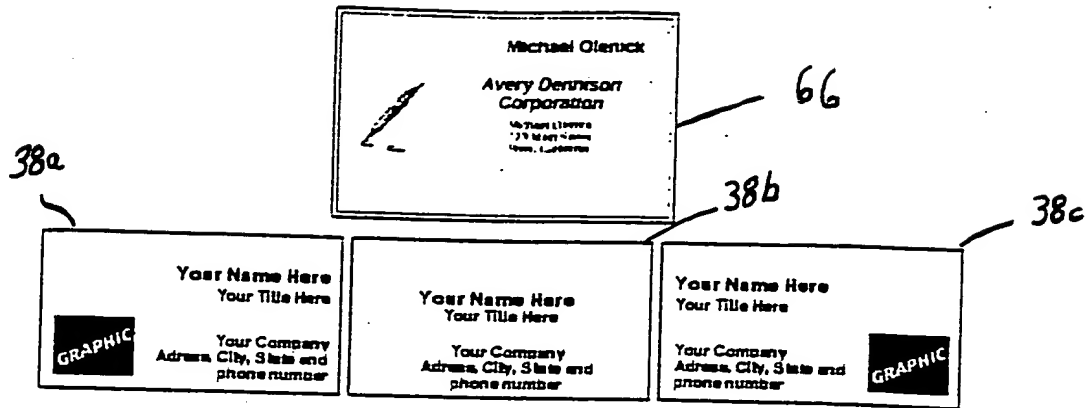 Michael Olenick
66
Avery Dennison
Corporation
38a
38b
38c
Your Name Here
Your Title Here
GRAPHIC
Your Company
Adress, City, State and
phone number
Your Name Here
Your Title Here
Your Company
Adress, City, State and
phone number
Your Name Here
Your Title Here
Your Company
Adress, City, State and
phone number
GRAPHIC